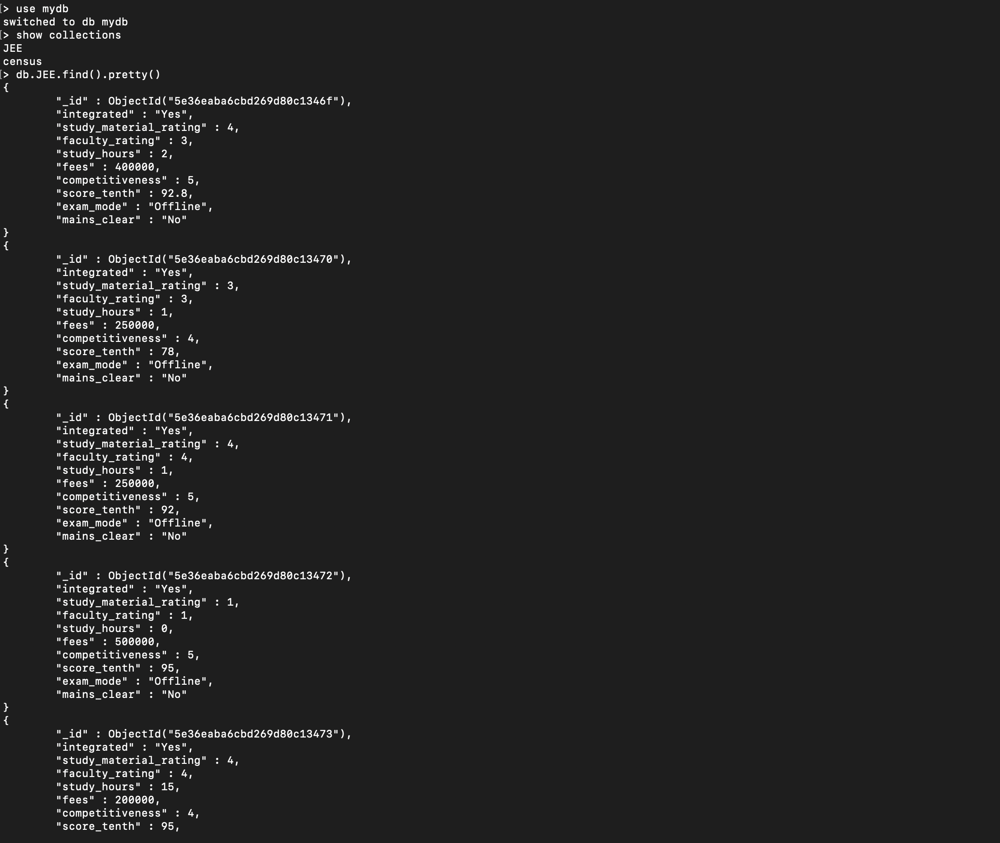 > use mydb
switched to db mydb
> show collections
JEE
census
> db.JEE.find().pretty()
{
"_id" : ObjectId("5e36eaba6cbd269d80c1346f"),
"integrated" : "Yes",
"study_material_rating" : 4,
"faculty_rating" : 3,
"study_hours" : 2,
"fees" : 400000,
"competitiveness" : 5,
"score_tenth" : 92.8,
"exam_mode" : "Offline",
"mains_clear" : "No"
}
{
"_id" : ObjectId("5e36eaba6cbd269d80c13470"),
"integrated" : "Yes",
"study_material_rating" : 3,
"faculty_rating" : 3,
"study_hours" : 1,
"fees" : 250000,
"competitiveness" : 4,
"score_tenth" : 78,
"exam_mode" : "Offline",
"mains_clear" : "No"
}
{
"_id" : ObjectId("5e36eaba6cbd269d80c13471"),
"integrated" : "Yes",
"study_material_rating" : 4,
"faculty_rating" : 4,
"study_hours" : 1,
"fees" : 250000,
"competitiveness" : 5,
"score_tenth" : 92,
"exam_mode" : "Offline",
"mains_clear" : "No"
}
{
"_id" : ObjectId("5e36eaba6cbd269d80c13472"),
"integrated" : "Yes",
"study_material_rating" : 1,
"faculty_rating" : 1,
"study_hours" : 0,
"fees" : 500000,
"competitiveness" : 5,
"score_tenth" : 95,
"exam_mode" : "Offline",
"mains_clear" : "No"
}
{
"_id" : ObjectId("5e36eaba6cbd269d80c13473"),
"integrated" : "Yes",
"study_material_rating" : 4,
"faculty_rating" : 4,
"study_hours" : 15,
"fees" : 200000,
"competitiveness" : 4,
"score_tenth" : 95,